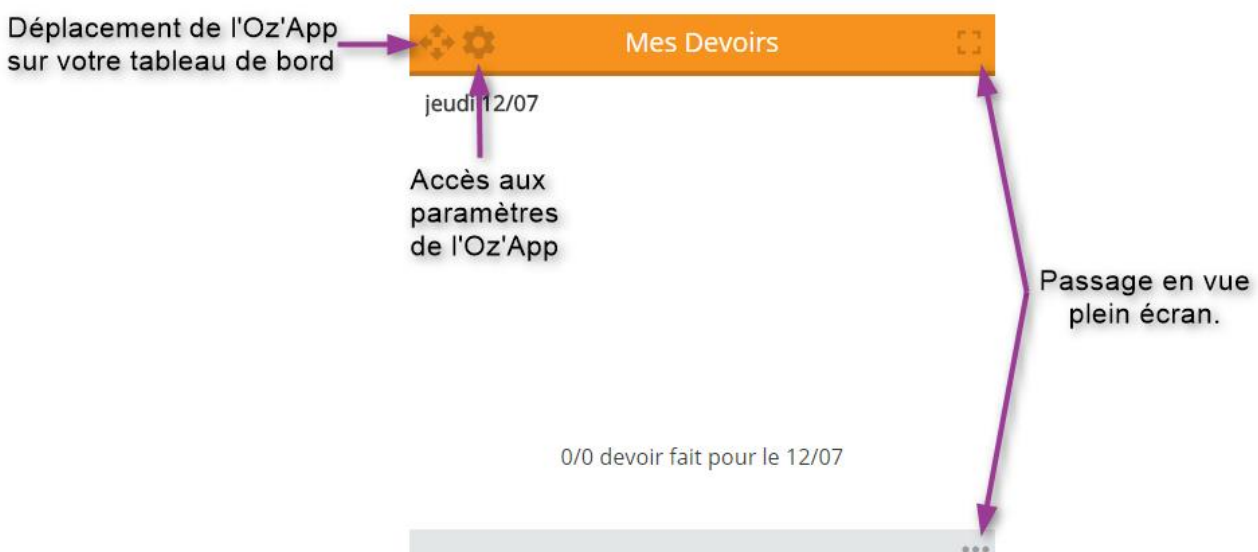 Déplacement de l'Oz'App
sur votre tableau de bord
Mes Devoirs
jeudi 12/07
Accès aux
paramètres
de l'Oz'App
Passage en vue
plein écran.
0/0 devoir fait pour le 12/07